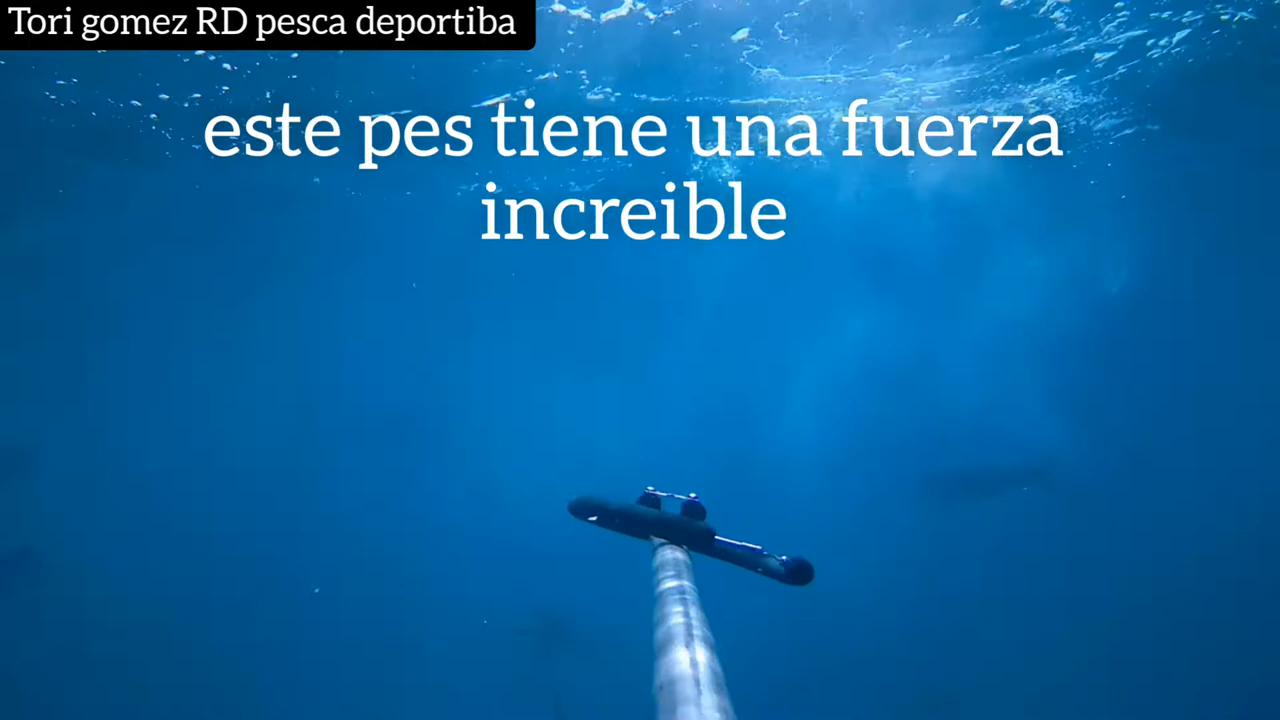 Tori gomez RD pesca deportiba
este pes tiene una fuerza
increible